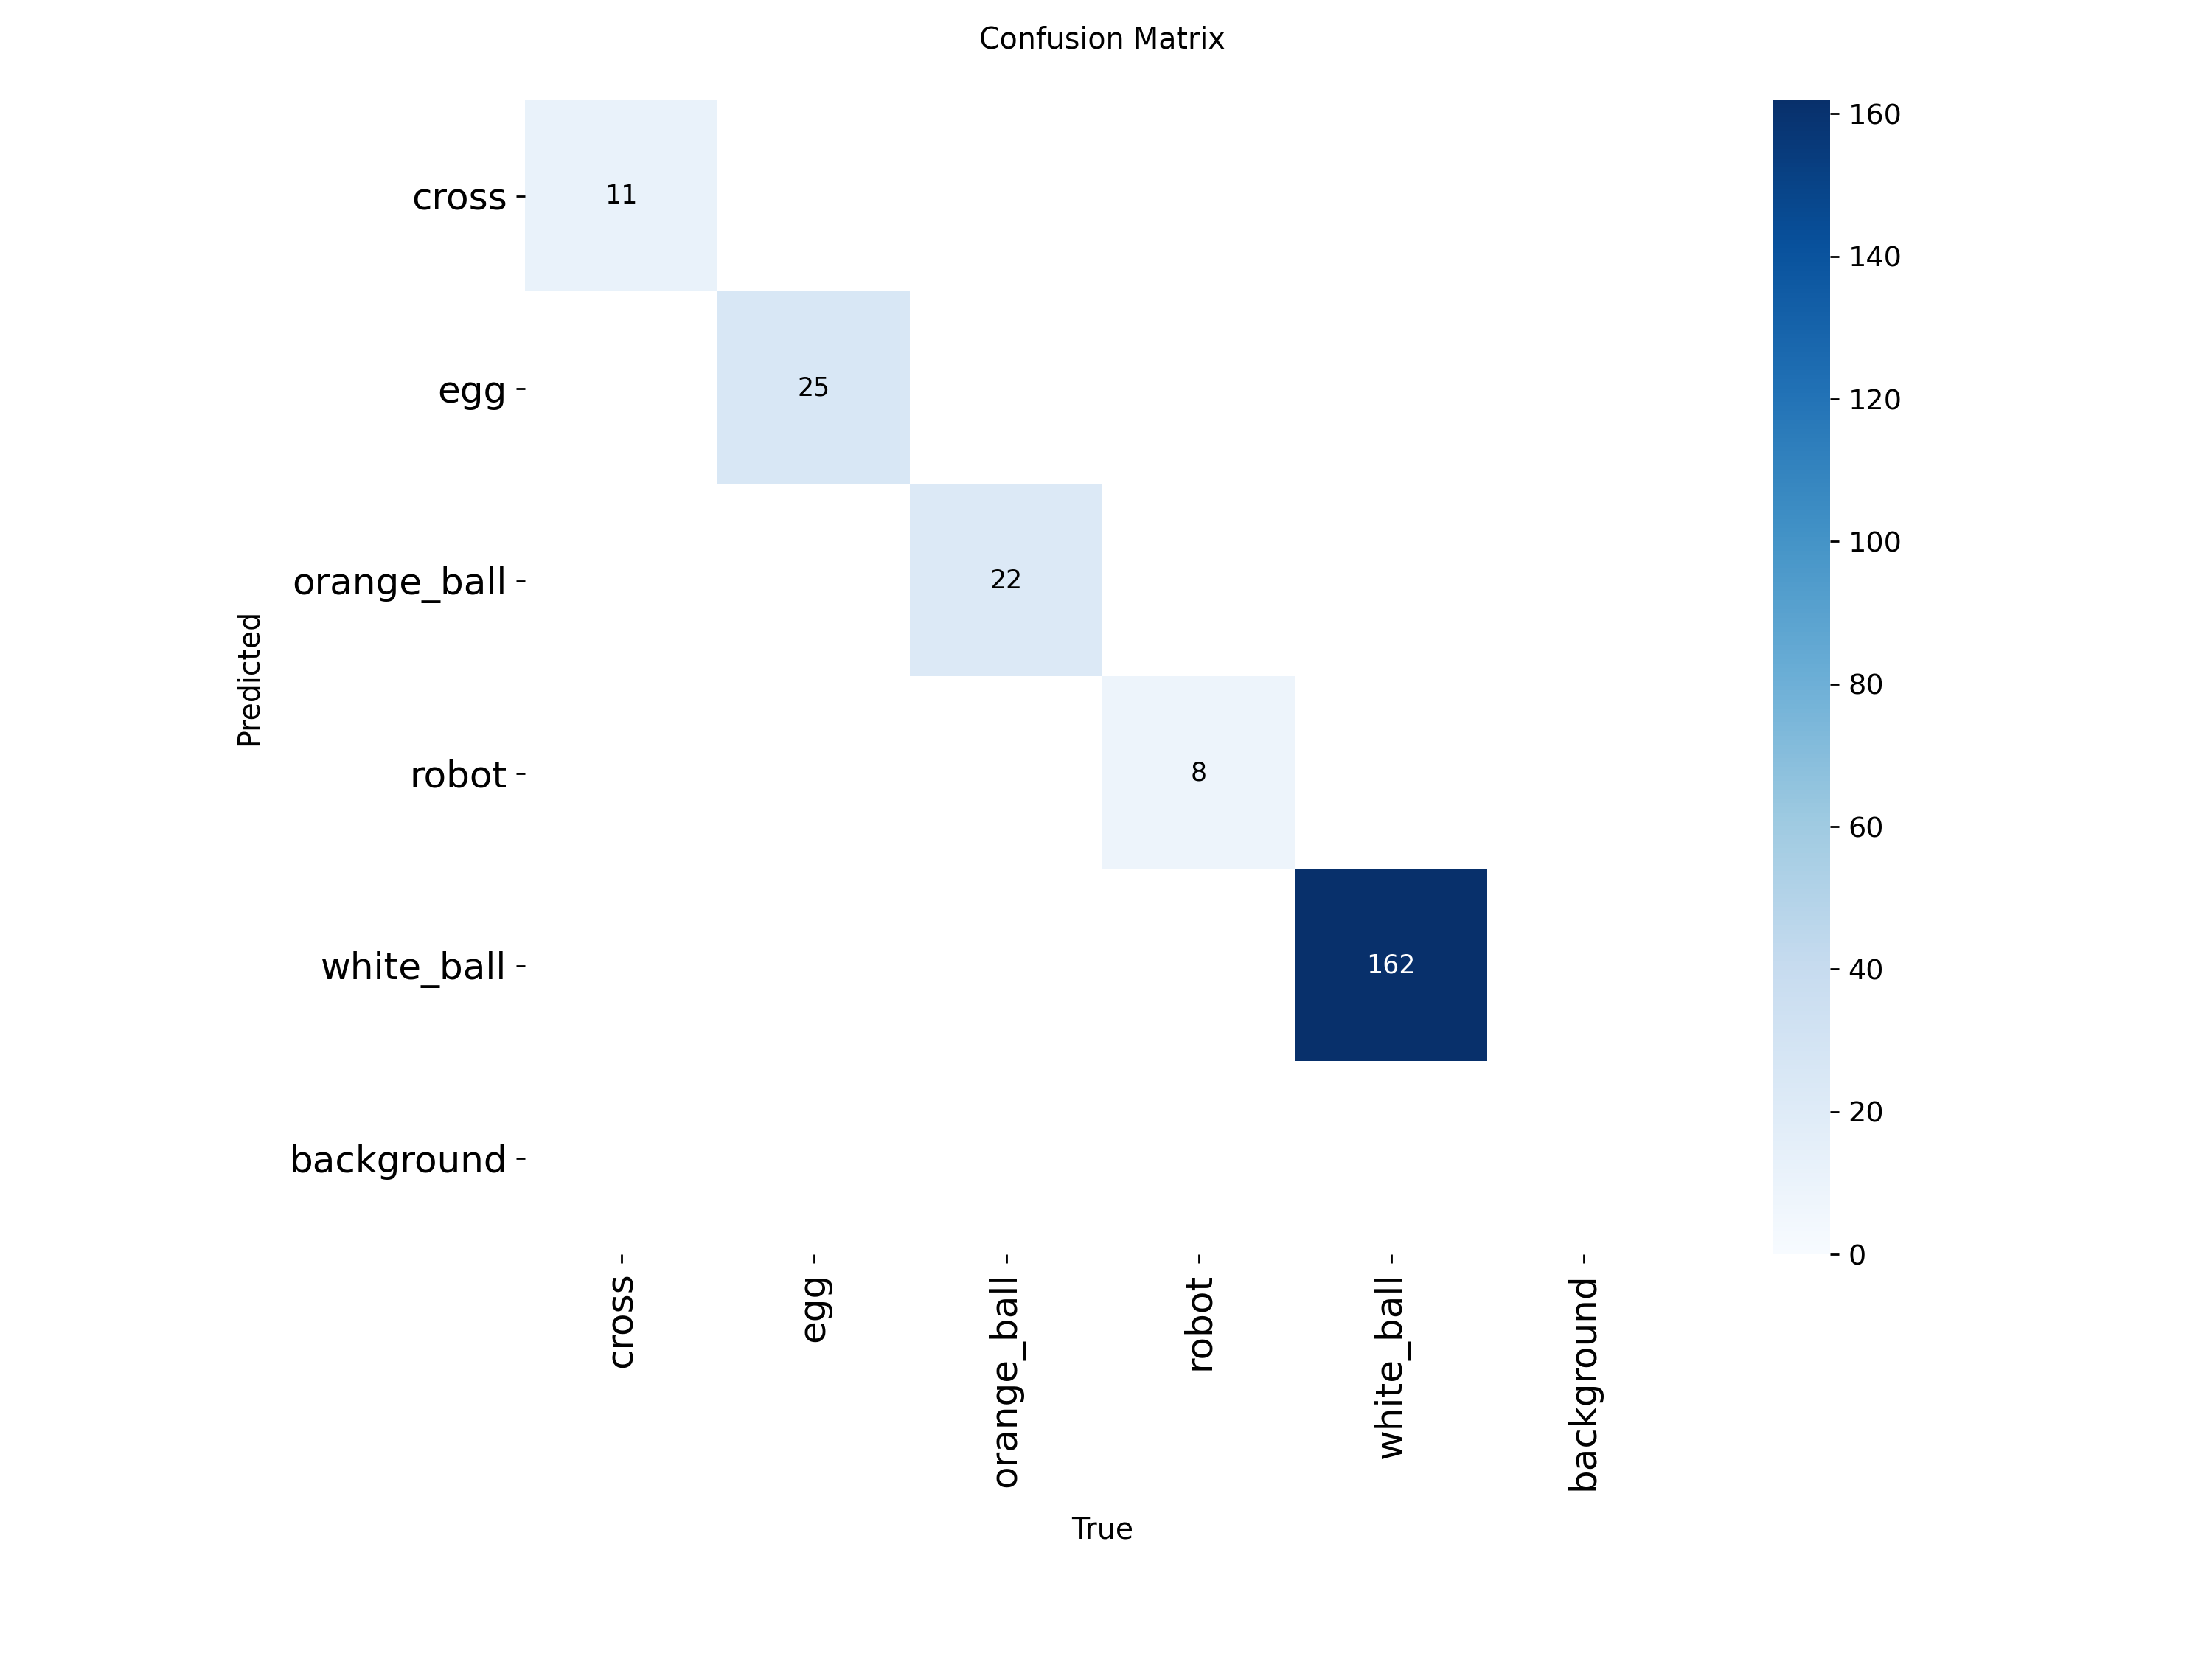 Confusion Matrix
Predicted
cross
egg
orange_ball
robot
white_ball
background
11
25
22
8
162
cross
egg
orange_ball
robot
white_ball
background
True
160
140
120
100
80
60
40
20
0